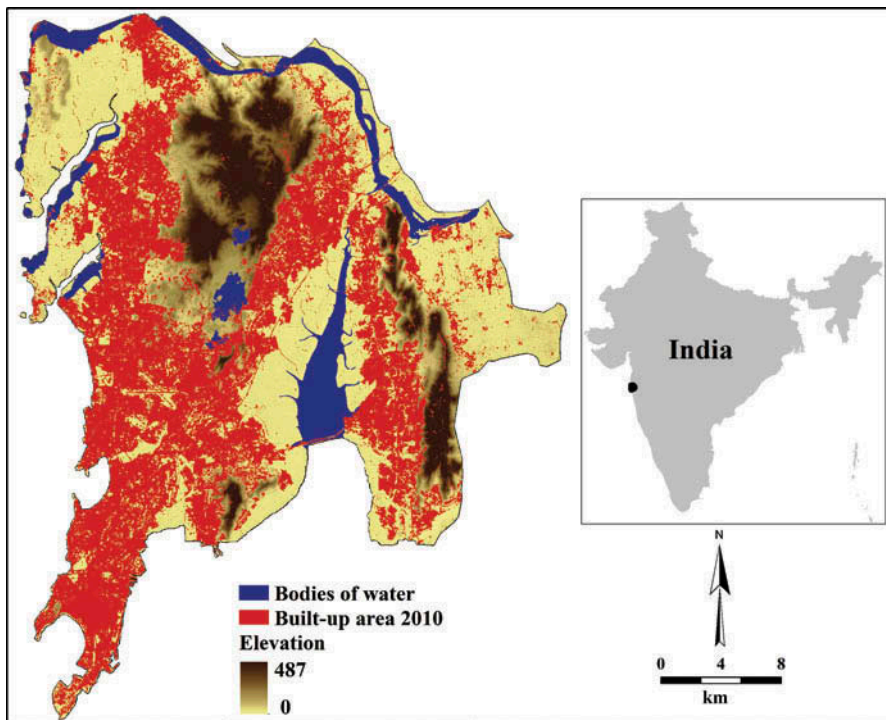 India
N
Bodies of water
Built-up area 2010
Elevation
487
0
0 4 8
km